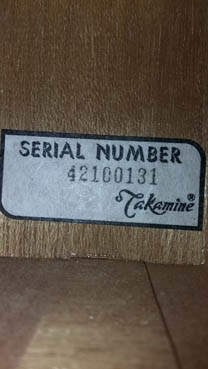 SERIAL NUMBER
42100131
Takamine®